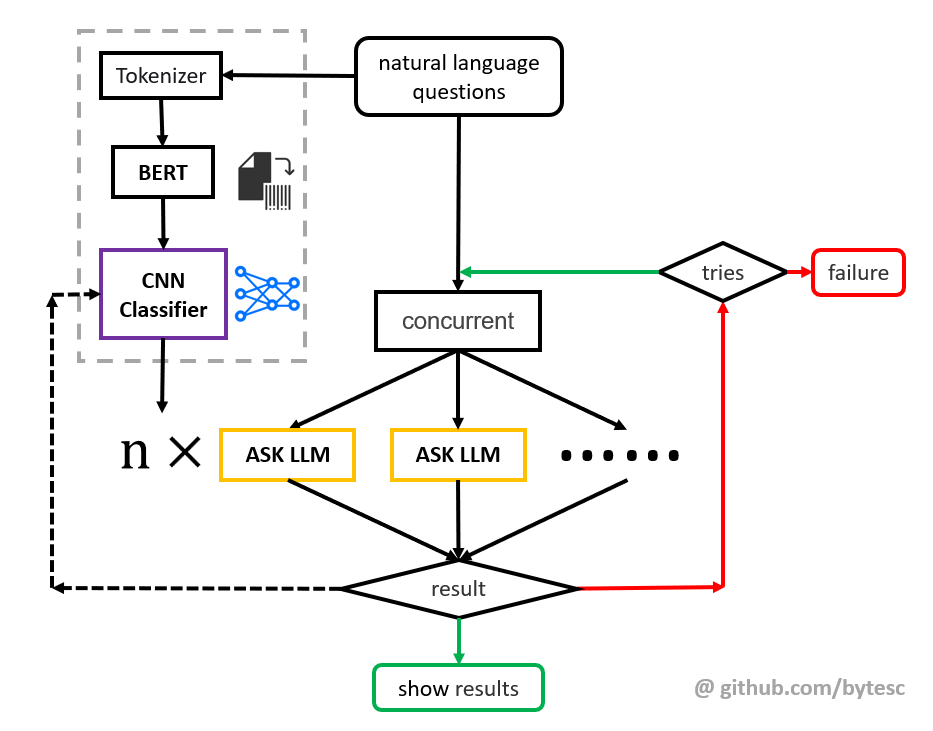 natural language
questions
Tokenizer
BERT
CNN
Classifier
tries
failure
concurrent
n ×
ASK LLM
ASK LLM
......
result
show results
@ github.com/bytesc